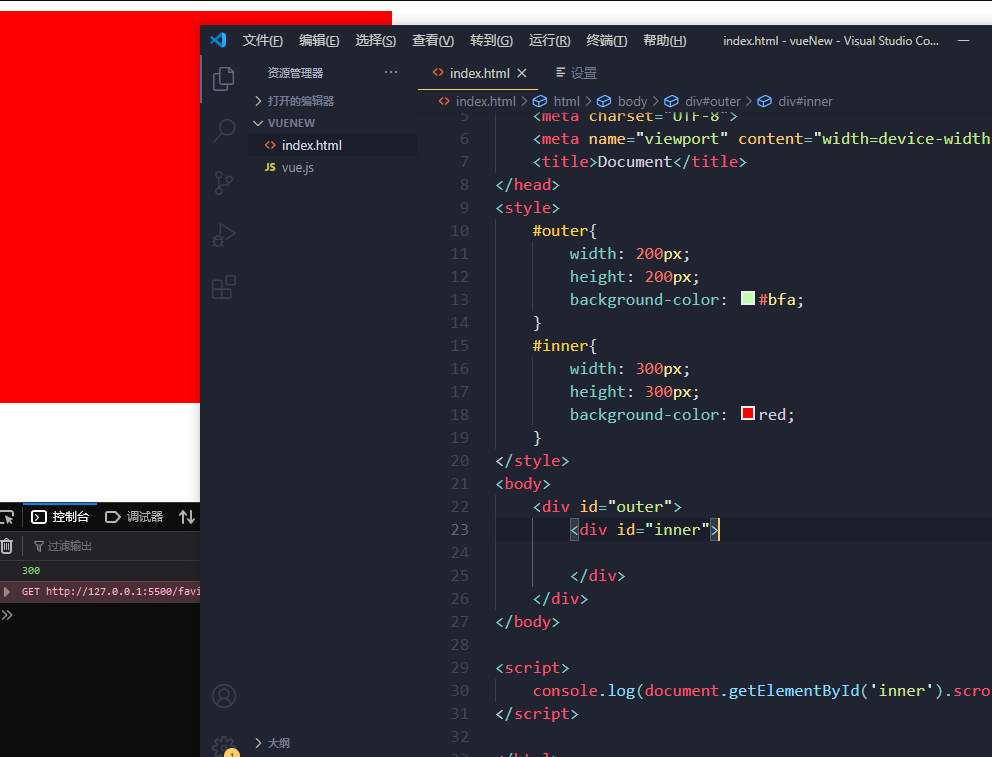 文件(F) 编辑(E) 选择(S) 查看(V) 转到(G) 运行(R) 终端(T) 帮助(H) index.html - vueNew - Visual Studio Co...
资源管理器 ···
打开的编辑器
VUENEW
index.html
JS vue.js
大纲
1
index.html 设置
index.html > html > body > div#outer > div#inner
5 <meta charset="UTF-8">
6 <meta name="viewport" content="width=device-width
7 <title>Document</title>
8 </head>
9 <style>
10 #outer{
11 width: 200px;
12 height: 200px;
13 background-color: #bfa;
14 }
15 #inner{
16 width: 300px;
17 height: 300px;
18 background-color: red;
19 }
20 </style>
21 <body>
22 <div id="outer">
23 <div id="inner">
24
25 </div>
26 </div>
27 </body>
28
29 <script>
30 console.log(document.getElementById('inner').scro
31 </script>
32
控制台 调试器
过滤输出
300
GET http://127.0.0.1:5500/favi